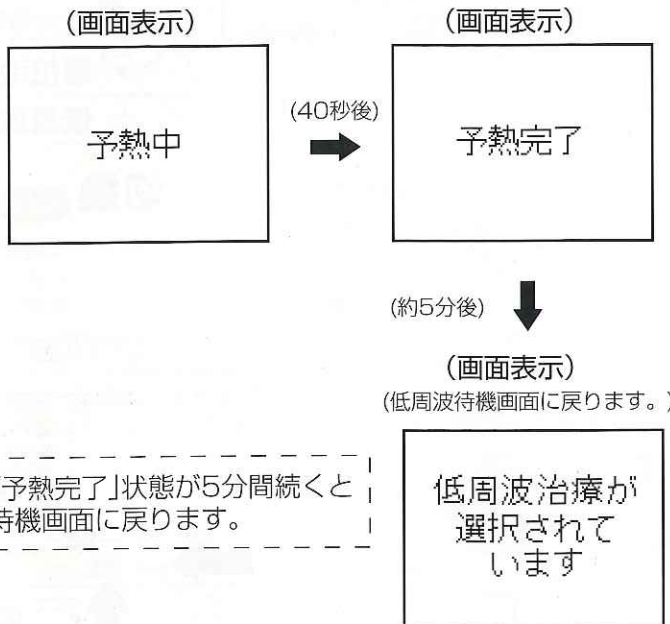 (画面表示)
予熱中
(40秒後)
(画面表示)
予熱完了
(約5分後)
(画面表示)
(低周波待機画面に戻ります。)
低周波治療が
選択されて
います
「予熱完了」状態が5分間続くと
待機画面に戻ります。